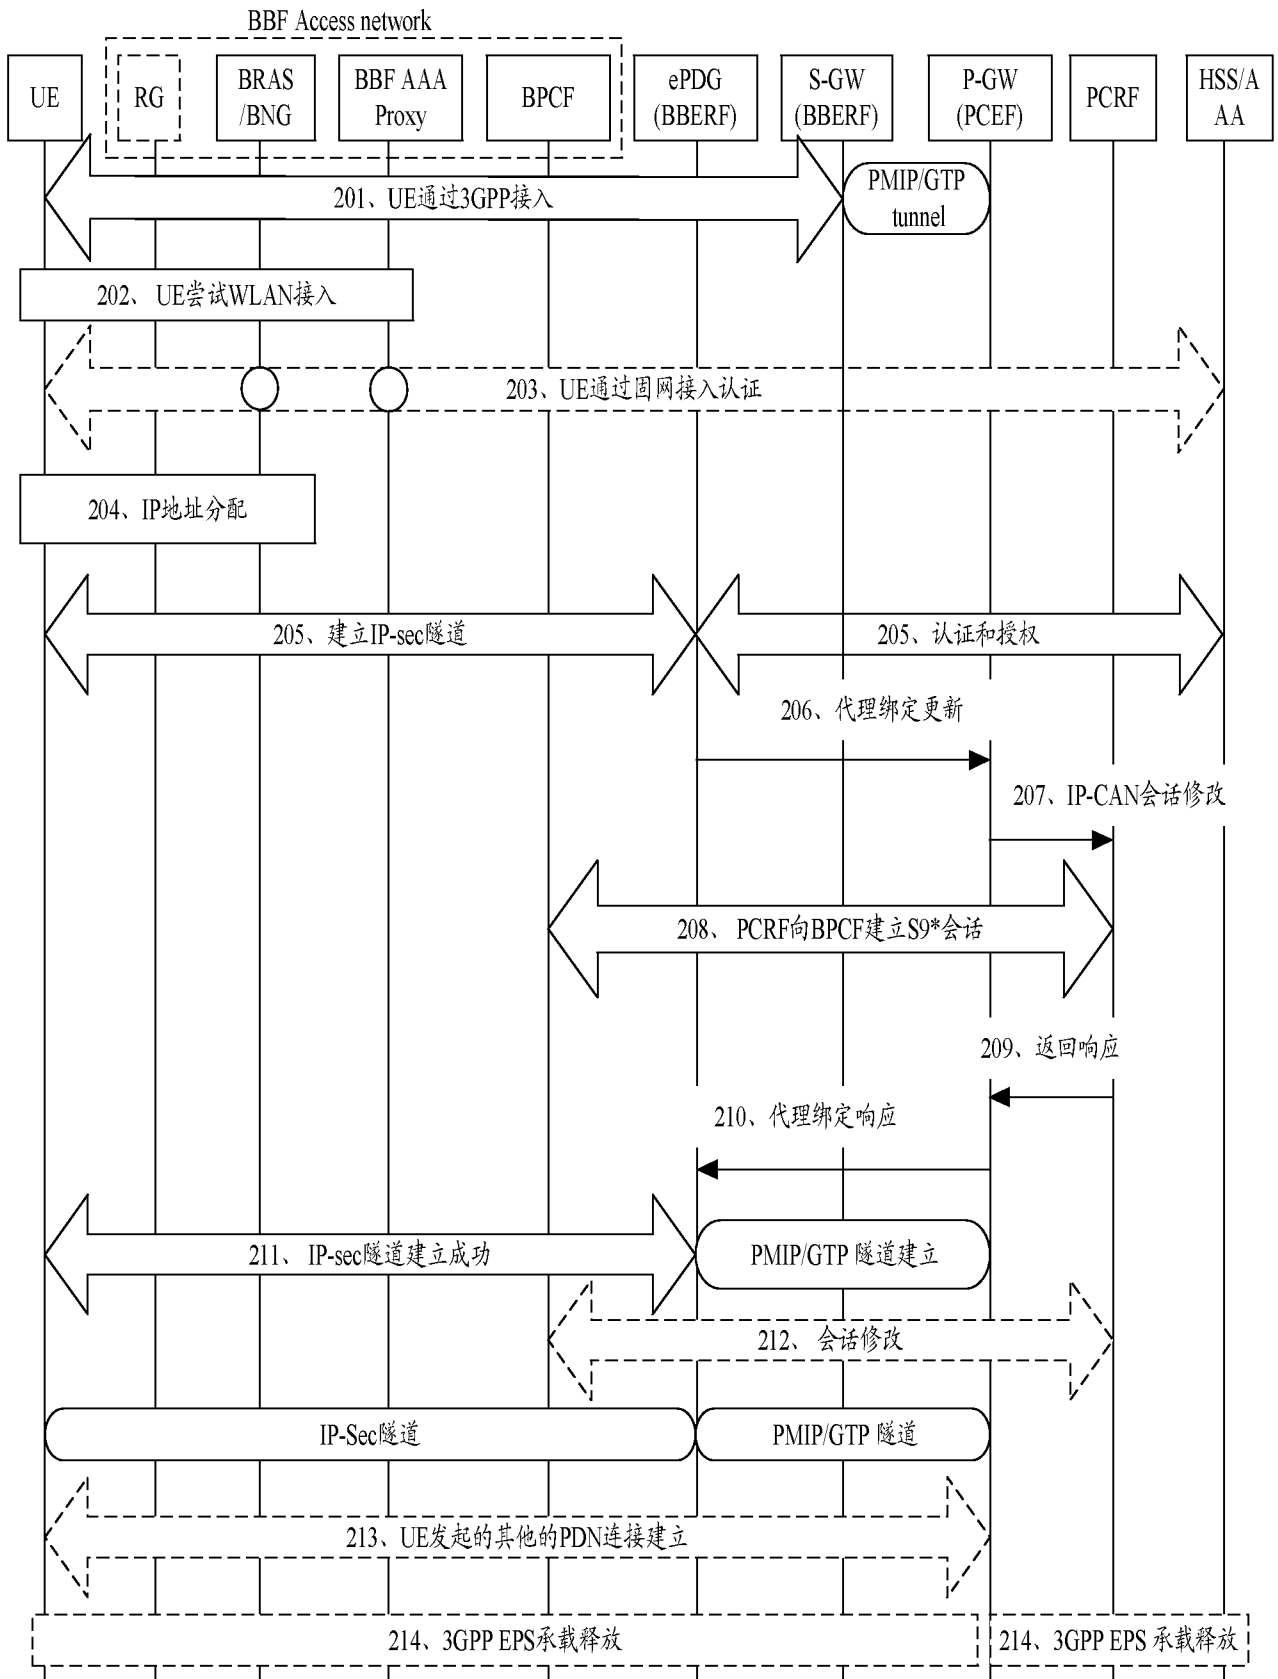 BBF Access network
UE
RG
BRAS
/BNG
BBF AAA
Proxy
BPCF
ePDG
(BBERF)
S-GW
(BBERF)
P-GW
(PCEF)
PCRF
HSS/A
AA
201、UE通过3GPP接入
PMIP/GTP
tunnel
202、 UE尝试WLAN接入
203、UE通过固网接入认证
204、IP地址分配
205、建立IP-sec隧道
205、认证和授权
206、代理绑定更新
207、IP-CAN会话修改
208、 PCRF向BPCF建立S9*会话
209、返回响应
210、代理绑定响应
211、 IP-sec隧道建立成功
PMIP/GTP 隧道建立
212、 会话修改
IP-Sec隧道
PMIP/GTP 隧道
213、UE发起的其他的PDN连接建立
214、3GPP EPS承载释放
214、3GPP EPS 承载释放